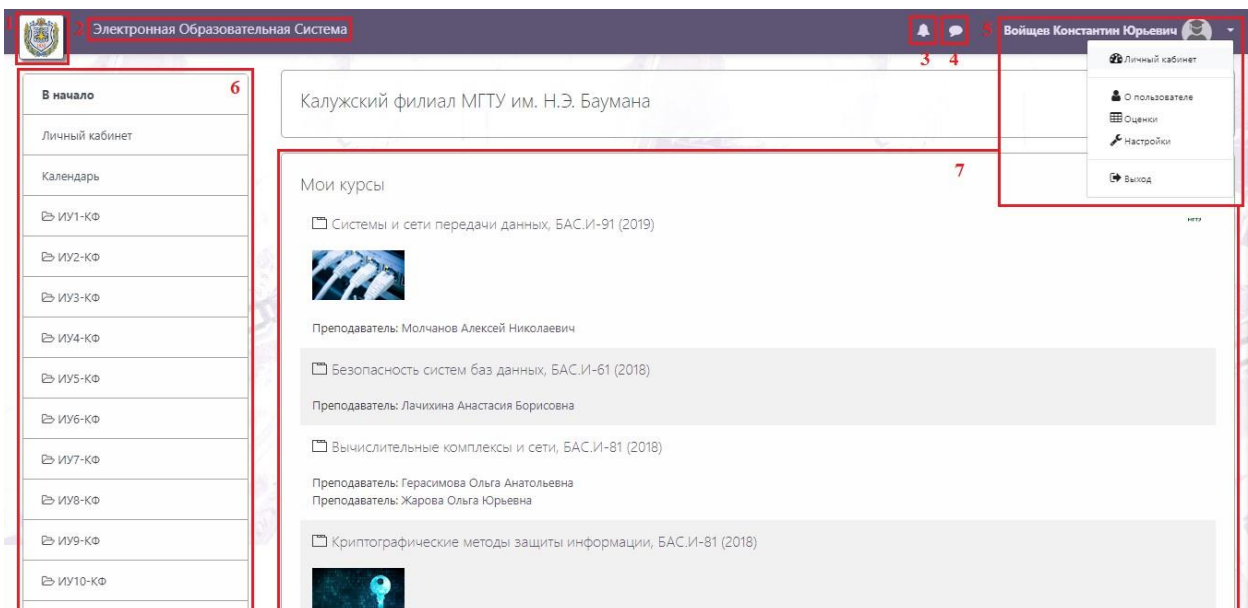 1
2 Электронная Образовательная Система
5 Войщев Константин Юрьевич
3 4
Личный кабинет
О пользователе
Оценки
Настройки
Выход
6
В начало
Личный кабинет
Календарь
ИУ1-КФ
ИУ2-КФ
ИУ3-КФ
ИУ4-КФ
ИУ5-КФ
ИУ6-КФ
ИУ7-КФ
ИУ8-КФ
ИУ9-КФ
ИУ10-КФ
Калужский филиал МГТУ им. Н.Э. Баумана
7
Мои курсы
Системы и сети передачи данных, БАС.И-91 (2019)
Преподаватель: Молчанов Алексей Николаевич
Безопасность систем баз данных, БАС.И-61 (2018)
Преподаватель: Лачихина Анастасия Борисовна
Вычислительные комплексы и сети, БАС.И-81 (2018)
Преподаватель: Герасимова Ольга Анатольевна
Преподаватель: Жарова Ольга Юрьевна
Криптографические методы защиты информации, БАС.И-81 (2018)